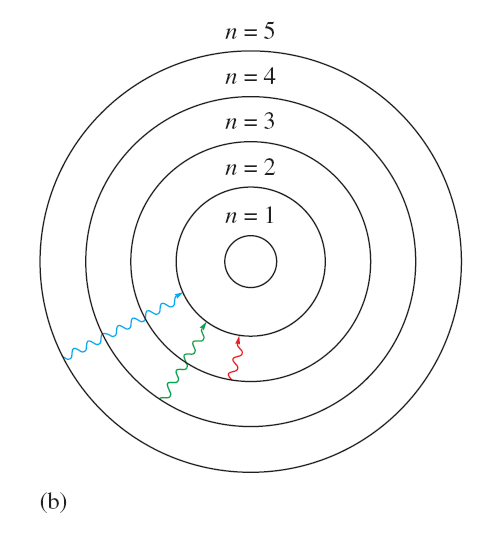 n = 5
n = 4
n = 3
n = 2
n = 1
(b)